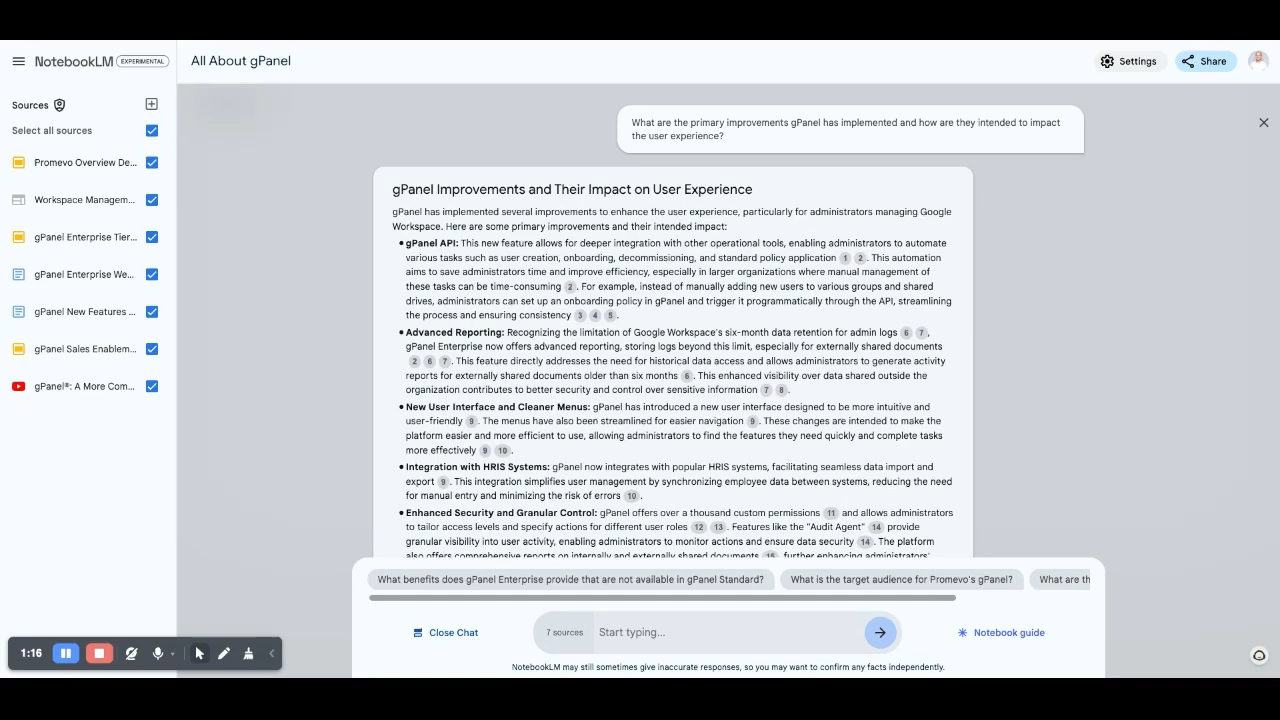 NotebookLM EXPERIMENTAL
All About gPanel
Settings
Share
Sources
Select all sources
Promevo Overview De...
Workspace Managem...
gPanel Enterprise Tier...
gPanel Enterprise We...
gPanel New Features ...
gPanel Sales Enablem...
gPanel®: A More Com...
What are the primary improvements gPanel has implemented and how are they intended to impact
the user experience?
gPanel Improvements and Their Impact on User Experience
gPanel has implemented several improvements to enhance the user experience, particularly for administrators managing Google
Workspace. Here are some primary improvements and their intended impact:
• gPanel API: This new feature allows for deeper integration with other operational tools, enabling administrators to automate
various tasks such as user creation, onboarding, decommissioning, and standard policy application 1 2 . This automation
aims to save administrators time and improve efficiency, especially in larger organizations where manual management of
these tasks can be time-consuming 2 . For example, instead of manually adding new users to various groups and shared
drives, administrators can set up an onboarding policy in gPanel and trigger it programmatically through the API, streamlining
the process and ensuring consistency 3 4 5 .
• Advanced Reporting: Recognizing the limitation of Google Workspace's six-month data retention for admin logs 6 7 ,
gPanel Enterprise now offers advanced reporting, storing logs beyond this limit, especially for externally shared documents
2 6 7 . This feature directly addresses the need for historical data access and allows administrators to generate activity
reports for externally shared documents older than six months 6 . This enhanced visibility over data shared outside the
organization contributes to better security and control over sensitive information 7 8 .
• New User Interface and Cleaner Menus: gPanel has introduced a new user interface designed to be more intuitive and
user-friendly 9 . The menus have also been streamlined for easier navigation 9 . These changes are intended to make the
platform easier and more efficient to use, allowing administrators to find the features they need quickly and complete tasks
more effectively 9 10 .
• Integration with HRIS Systems: gPanel now integrates with popular HRIS systems, facilitating seamless data import and
export 9 . This integration simplifies user management by synchronizing employee data between systems, reducing the need
for manual entry and minimizing the risk of errors 10 .
• Enhanced Security and Granular Control: gPanel offers over a thousand custom permissions 11 and allows administrators
to tailor access levels and specify actions for different user roles 12 13 . Features like the "Audit Agent" 14 provide
granular visibility into user activity, enabling administrators to monitor actions and ensure data security 14 . The platform
also offers comprehensive reports on internally and externally shared documents 15 , further enhancing administrators'
What benefits does gPanel Enterprise provide that are not available in gPanel Standard?
What is the target audience for Promevo's gPanel?
What are th
Close Chat
7 sources
Start typing...
Notebook guide
NotebookLM may still sometimes give inaccurate responses, so you may want to confirm any facts independently.
1:16